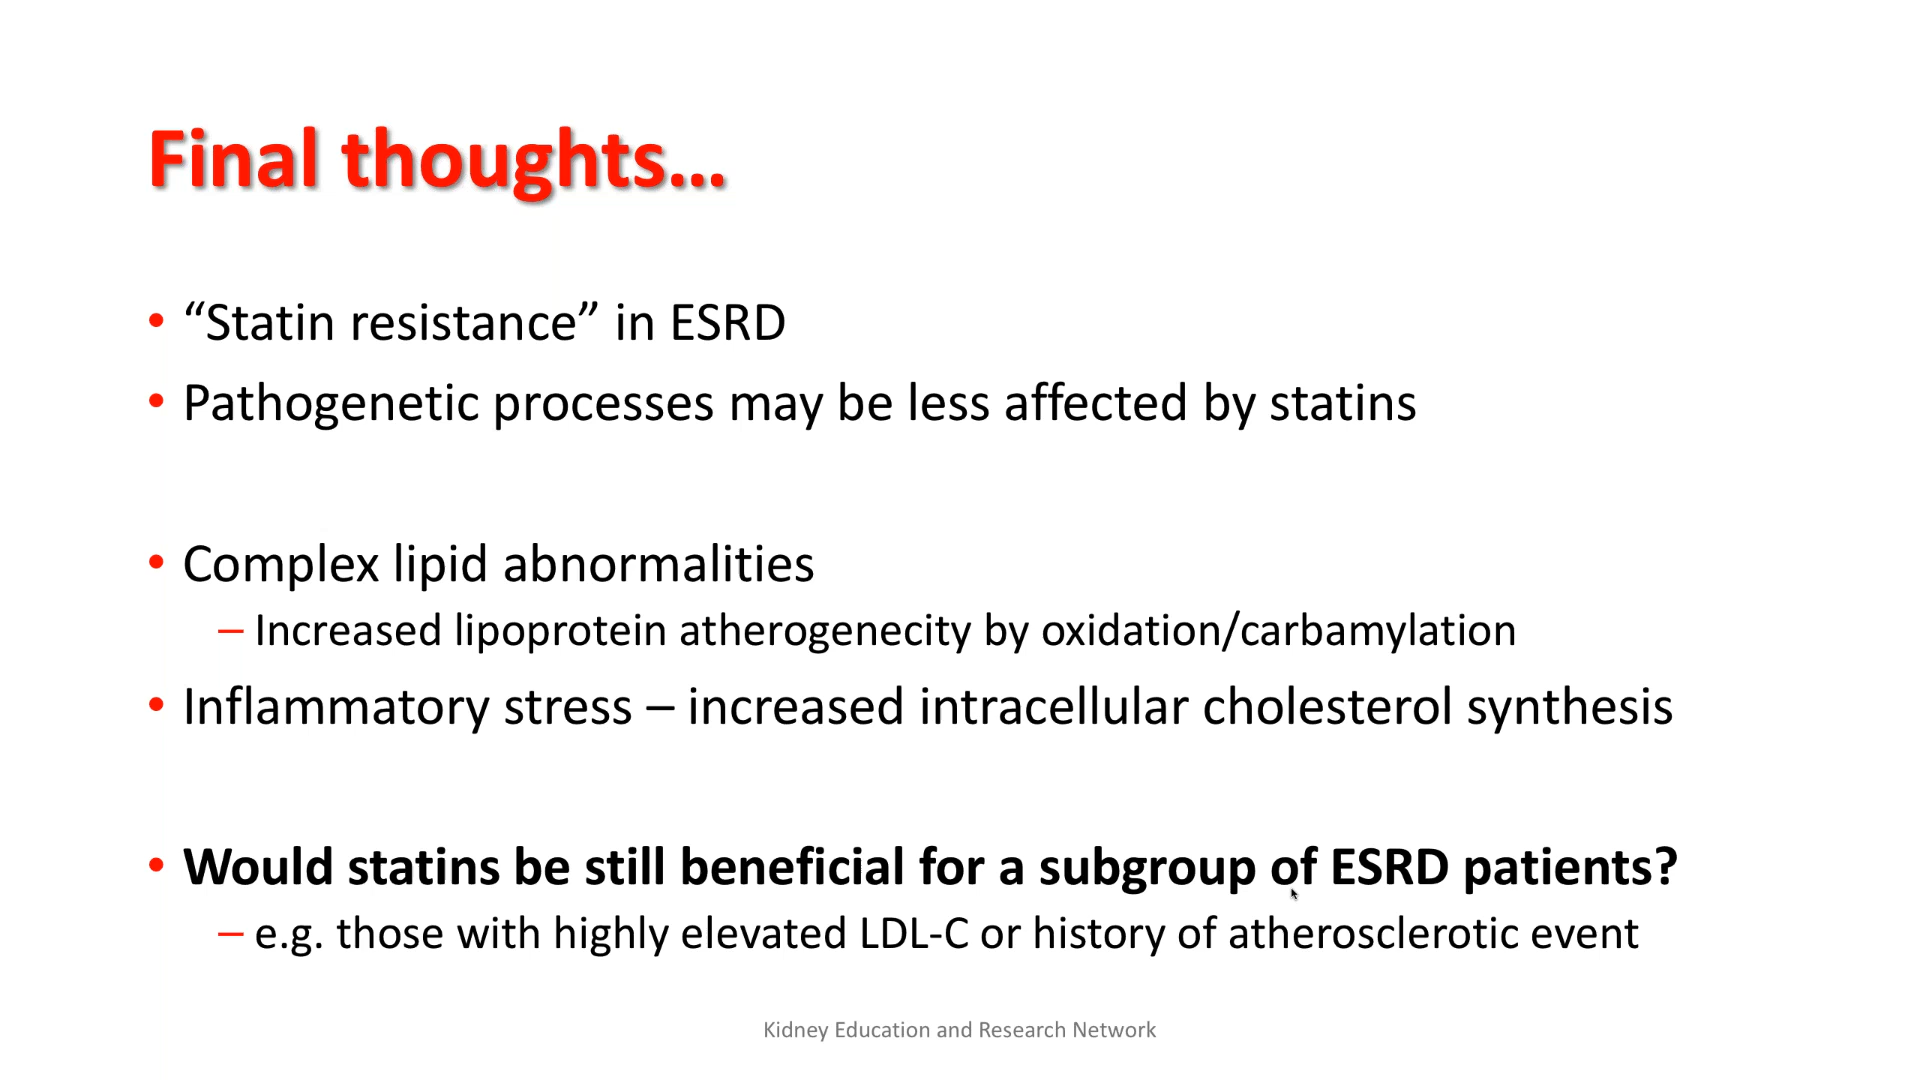 Final thoughts...
• “Statin resistance” in ESRD
• Pathogenetic processes may be less affected by statins
• Complex lipid abnormalities
– Increased lipoprotein atherogenecity by oxidation/carbamylation
• Inflammatory stress – increased intracellular cholesterol synthesis
• Would statins be still beneficial for a subgroup of ESRD patients?
– e.g. those with highly elevated LDL-C or history of atherosclerotic event
Kidney Education and Research Network